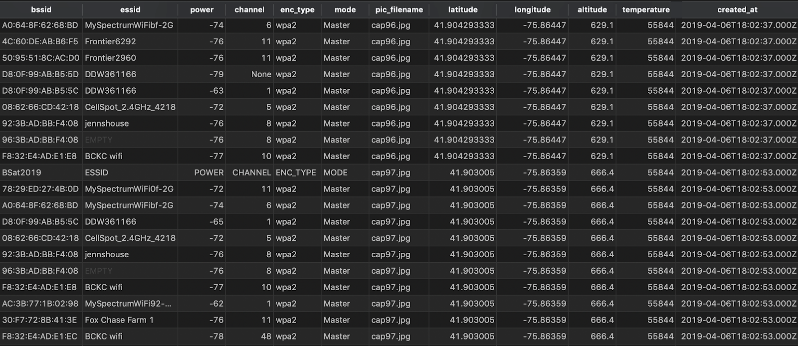 bssid essid power channel enc_type mode pic_filename latitude longitude altitude temperature created_at
A0:64:8F:62:68:BD MySpectrumWiFibf-2G -74 6 wpa2 Master cap96.jpg 41.904293333 -75.86447 629.1 55844 2019-04-06T18:02:37.000Z
4C:60:DE:AB:B6:F5 Frontier6292 -76 11 wpa2 Master cap96.jpg 41.904293333 -75.86447 629.1 55844 2019-04-06T18:02:37.000Z
50:95:51:8C:AC:D0 Frontier2960 -76 11 wpa2 Master cap96.jpg 41.904293333 -75.86447 629.1 55844 2019-04-06T18:02:37.000Z
D8:0F:99:AB:B5:5D DDW361166 -79 None wpa2 Master cap96.jpg 41.904293333 -75.86447 629.1 55844 2019-04-06T18:02:37.000Z
D8:0F:99:AB:B5:5C DDW361166 -63 1 wpa2 Master cap96.jpg 41.904293333 -75.86447 629.1 55844 2019-04-06T18:02:37.000Z
08:62:66:CD:42:18 CellSpot_2.4GHz_4218 -72 5 wpa2 Master cap96.jpg 41.904293333 -75.86447 629.1 55844 2019-04-06T18:02:37.000Z
92:3B:AD:BB:F4:08 jennshouse -76 8 wpa2 Master cap96.jpg 41.904293333 -75.86447 629.1 55844 2019-04-06T18:02:37.000Z
96:3B:AD:BB:F4:08 EMPTY -76 8 wpa2 Master cap96.jpg 41.904293333 -75.86447 629.1 55844 2019-04-06T18:02:37.000Z
F8:32:E4:AD:E1:E8 BCKC wifi -77 10 wpa2 Master cap96.jpg 41.904293333 -75.86447 629.1 55844 2019-04-06T18:02:37.000Z
BSat2019 ESSID POWER CHANNEL ENC_TYPE MODE cap97.jpg 41.903005 -75.86359 666.4 55844 2019-04-06T18:02:53.000Z
78:29:ED:27:4B:0D MySpectrumWiFi0f-2G -72 11 wpa2 Master cap97.jpg 41.903005 -75.86359 666.4 55844 2019-04-06T18:02:53.000Z
A0:64:8F:62:68:BD MySpectrumWiFibf-2G -74 6 wpa2 Master cap97.jpg 41.903005 -75.86359 666.4 55844 2019-04-06T18:02:53.000Z
D8:0F:99:AB:B5:5C DDW361166 -65 1 wpa2 Master cap97.jpg 41.903005 -75.86359 666.4 55844 2019-04-06T18:02:53.000Z
08:62:66:CD:42:18 CellSpot_2.4GHz_4218 -72 5 wpa2 Master cap97.jpg 41.903005 -75.86359 666.4 55844 2019-04-06T18:02:53.000Z
92:3B:AD:BB:F4:08 jennshouse -76 8 wpa2 Master cap97.jpg 41.903005 -75.86359 666.4 55844 2019-04-06T18:02:53.000Z
96:3B:AD:BB:F4:08 EMPTY -76 8 wpa2 Master cap97.jpg 41.903005 -75.86359 666.4 55844 2019-04-06T18:02:53.000Z
F8:32:E4:AD:E1:E8 BCKC wifi -77 10 wpa2 Master cap97.jpg 41.903005 -75.86359 666.4 55844 2019-04-06T18:02:53.000Z
AC:3B:77:1B:02:98 MySpectrumWiFi92-... -62 1 wpa2 Master cap97.jpg 41.903005 -75.86359 666.4 55844 2019-04-06T18:02:53.000Z
30:F7:72:8B:41:3E Fox Chase Farm 1 -76 11 wpa2 Master cap97.jpg 41.903005 -75.86359 666.4 55844 2019-04-06T18:02:53.000Z
F8:32:E4:AD:E1:EC BCKC wifi -78 48 wpa2 Master cap97.jpg 41.903005 -75.86359 666.4 55844 2019-04-06T18:02:53.000Z